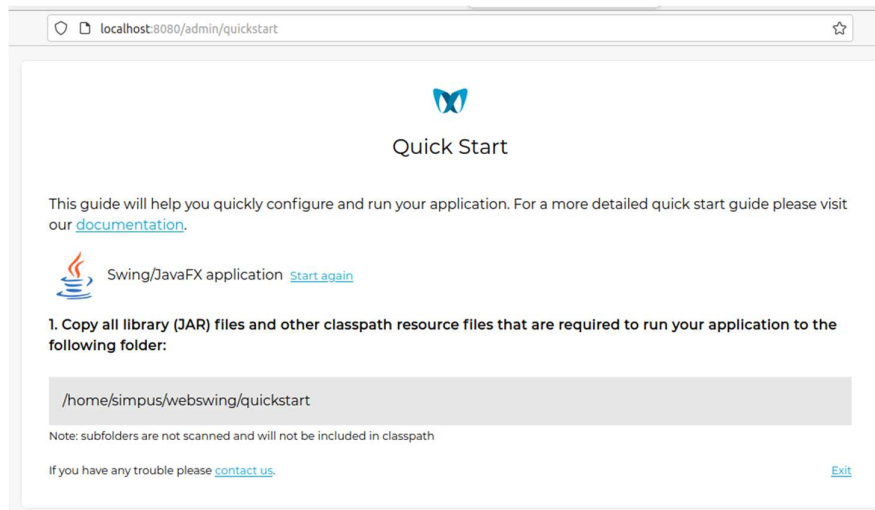 localhost:8080/admin/quickstart
Quick Start
This guide will help you quickly configure and run your application. For a more detailed quick start guide please visit
our documentation.
Swing/JavaFX application Start again
1. Copy all library (JAR) files and other classpath resource files that are required to run your application to the
following folder:
/home/simpus/webswing/quickstart
Note: subfolders are not scanned and will not be included in classpath
If you have any trouble please contact us. Exit